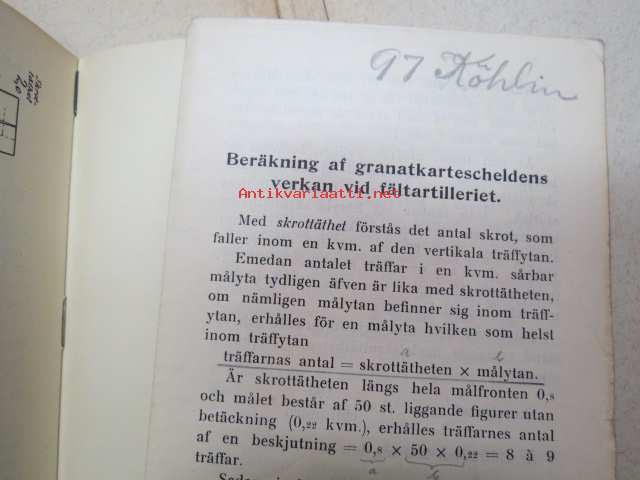 97 Köhlin
Beräkning af granatkartescheldens
verkan vid fältartilleriet.
Antikvariaatti.net
Med skrottäthet förstås det antal skrot, som
faller inom en kvm. af den vertikala träffytan.
Emedan antalet träffar i en kvm. sårbar
målyta tydligen äfven är lika med skrottätheten,
om nämligen målytan befinner sig inom träff-
ytan, erhålles för en målyta hvilken som helst
inom träffytan
a
träffarnas antal = skrottätheten × målytan.
Är skrottätheten längs hela målfronten 0,8
och målet består af 50 st. liggande figurer utan
betäckning (0,22 kvm.), erhålles träffarnes antal
af en beskjutning = 0,8 × 50 × 0,22 = 8 à 9
träffar.
a